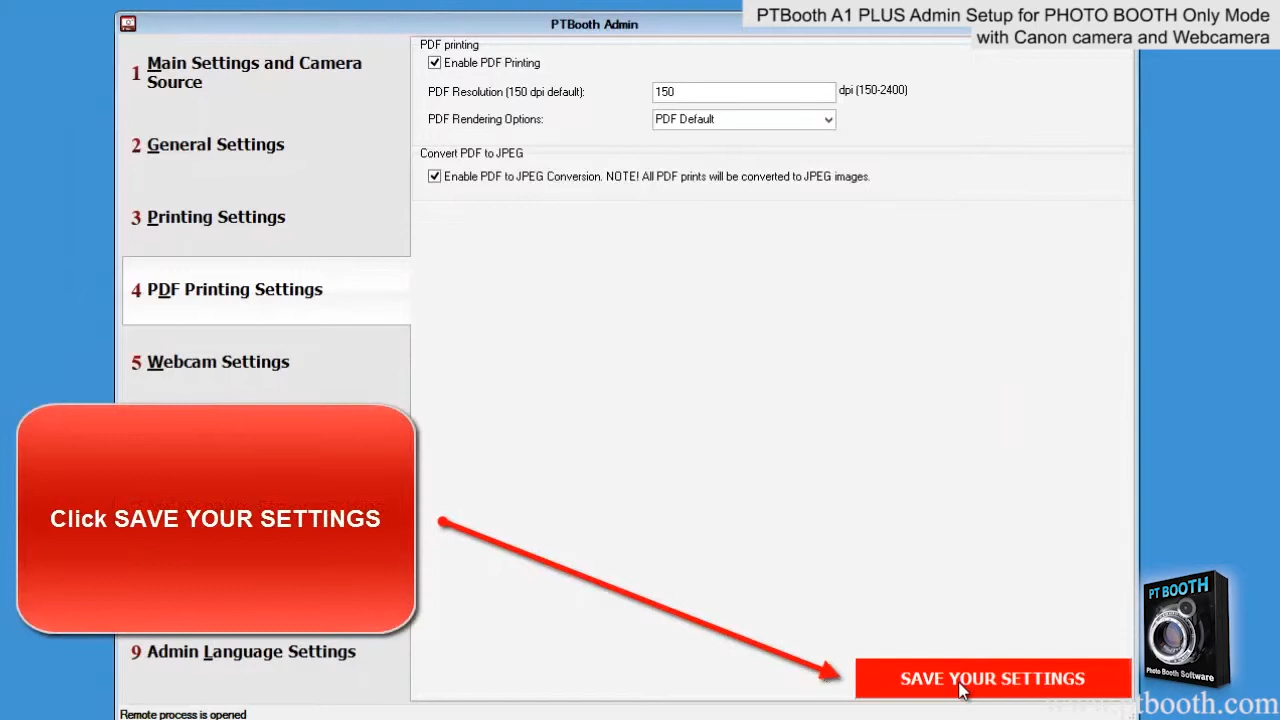 PTBooth A1 PLUS Admin Setup for PHOTO BOOTH Only Mode
with Canon camera and Webcamera
PTBooth Admin
1 Main Settings and Camera
Source
2 General Settings
3 Printing Settings
4 PDF Printing Settings
5 Webcam Settings
9 Admin Language Settings
PDF printing
Enable PDF Printing
PDF Resolution (150 dpi default):
150
dpi (150-2400)
PDF Rendering Options:
PDF Default
Convert PDF to JPEG
Enable PDF to JPEG Conversion. NOTE! All PDF prints will be converted to JPEG images.
Click SAVE YOUR SETTINGS
SAVE YOUR SETTINGS
PT BOOTH
Photo Booth Software
ptbooth.com
Remote process is opened